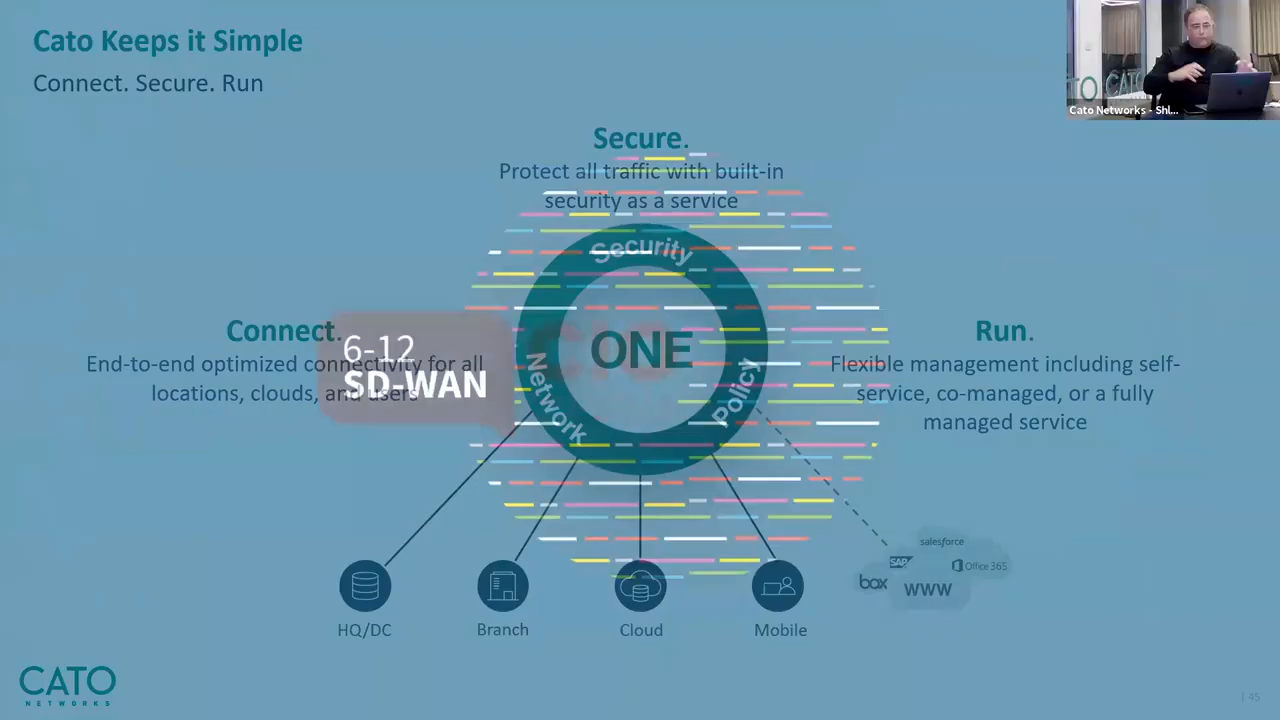 Cato Keeps it Simple
Connect. Secure. Run
CATO
Cato Networks - Shl...
Secure.
Protect all traffic with built-in
security as a service
Security
Network
Policy
ONE
Connect.
End-to-end optimized connectivity for all
locations, clouds, and users
6-12
SD-WAN
Run.
Flexible management including self-
service, co-managed, or a fully
managed service
salesforce
SAP
Office 365
box
WWW
HQ/DC
Branch
Cloud
Mobile
CATO
NETWORKS
| 45